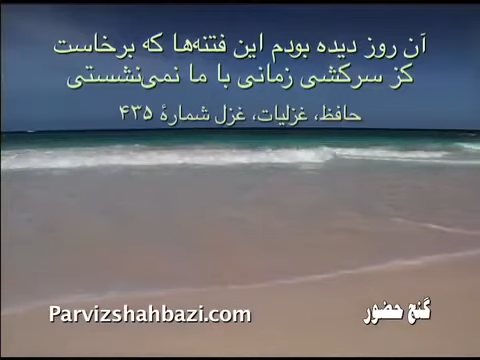 آن روز دیده بودم این فتنه‌ها که برخاست
کز سرکشی زمانی با ما نمی‌نشستی
حافظ، غزلیات، غزل شمارهٔ ۴۳۵
Parvizshahbazi.com
گنج حضور